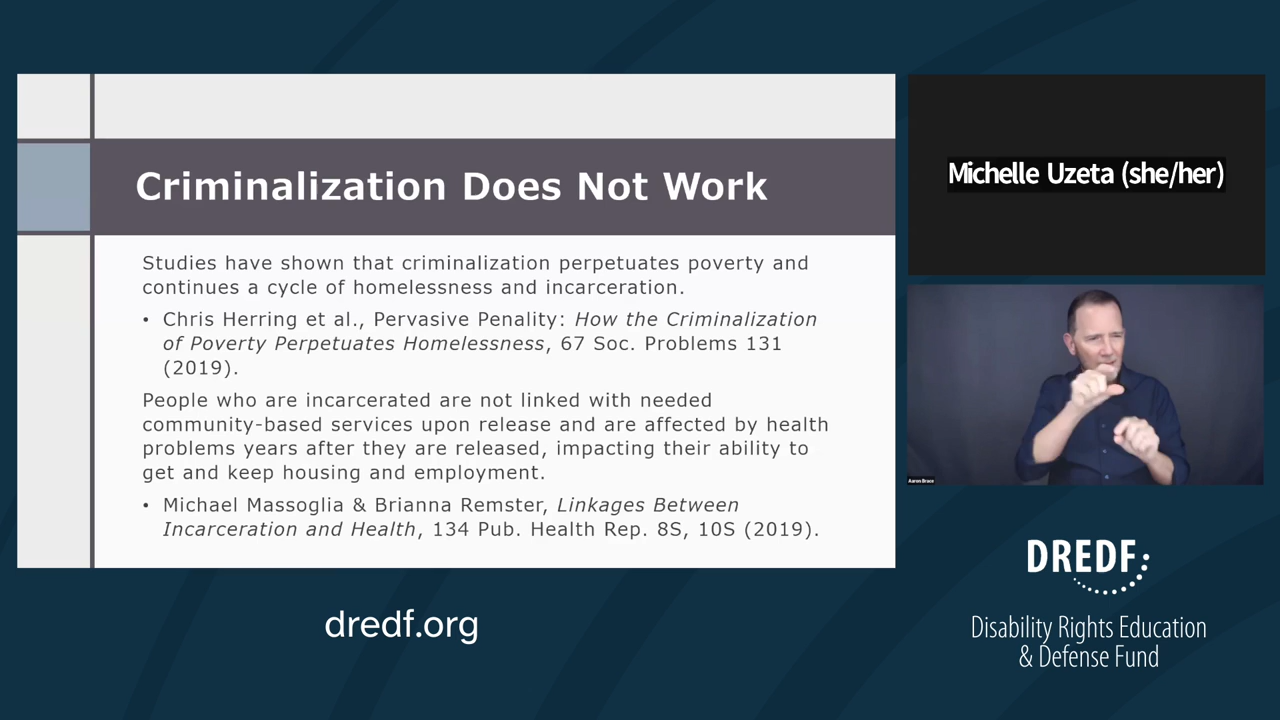 Criminalization Does Not Work
Studies have shown that criminalization perpetuates poverty and
continues a cycle of homelessness and incarceration.
• Chris Herring et al., Pervasive Penality: How the Criminalization
of Poverty Perpetuates Homelessness, 67 Soc. Problems 131
(2019).
People who are incarcerated are not linked with needed
community-based services upon release and are affected by health
problems years after they are released, impacting their ability to
get and keep housing and employment.
• Michael Massoglia & Brianna Remster, Linkages Between
Incarceration and Health, 134 Pub. Health Rep. 8S, 10S (2019).
Michelle Uzeta (she/her)
Aaron Brace
dredf.org
DREDF
Disability Rights Education
& Defense Fund